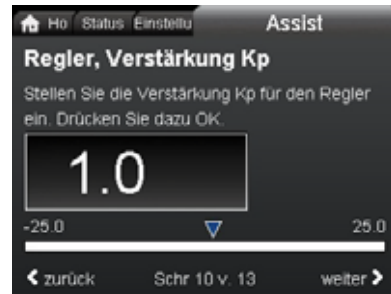 Ho Status Einstellu Assist
Regler, Verstärkung Kp
Stellen Sie die Verstärkung Kp für den Regler
ein. Drücken Sie dazu OK.
1.0
-25.0 25.0
zurück Schr 10 v. 13 weiter